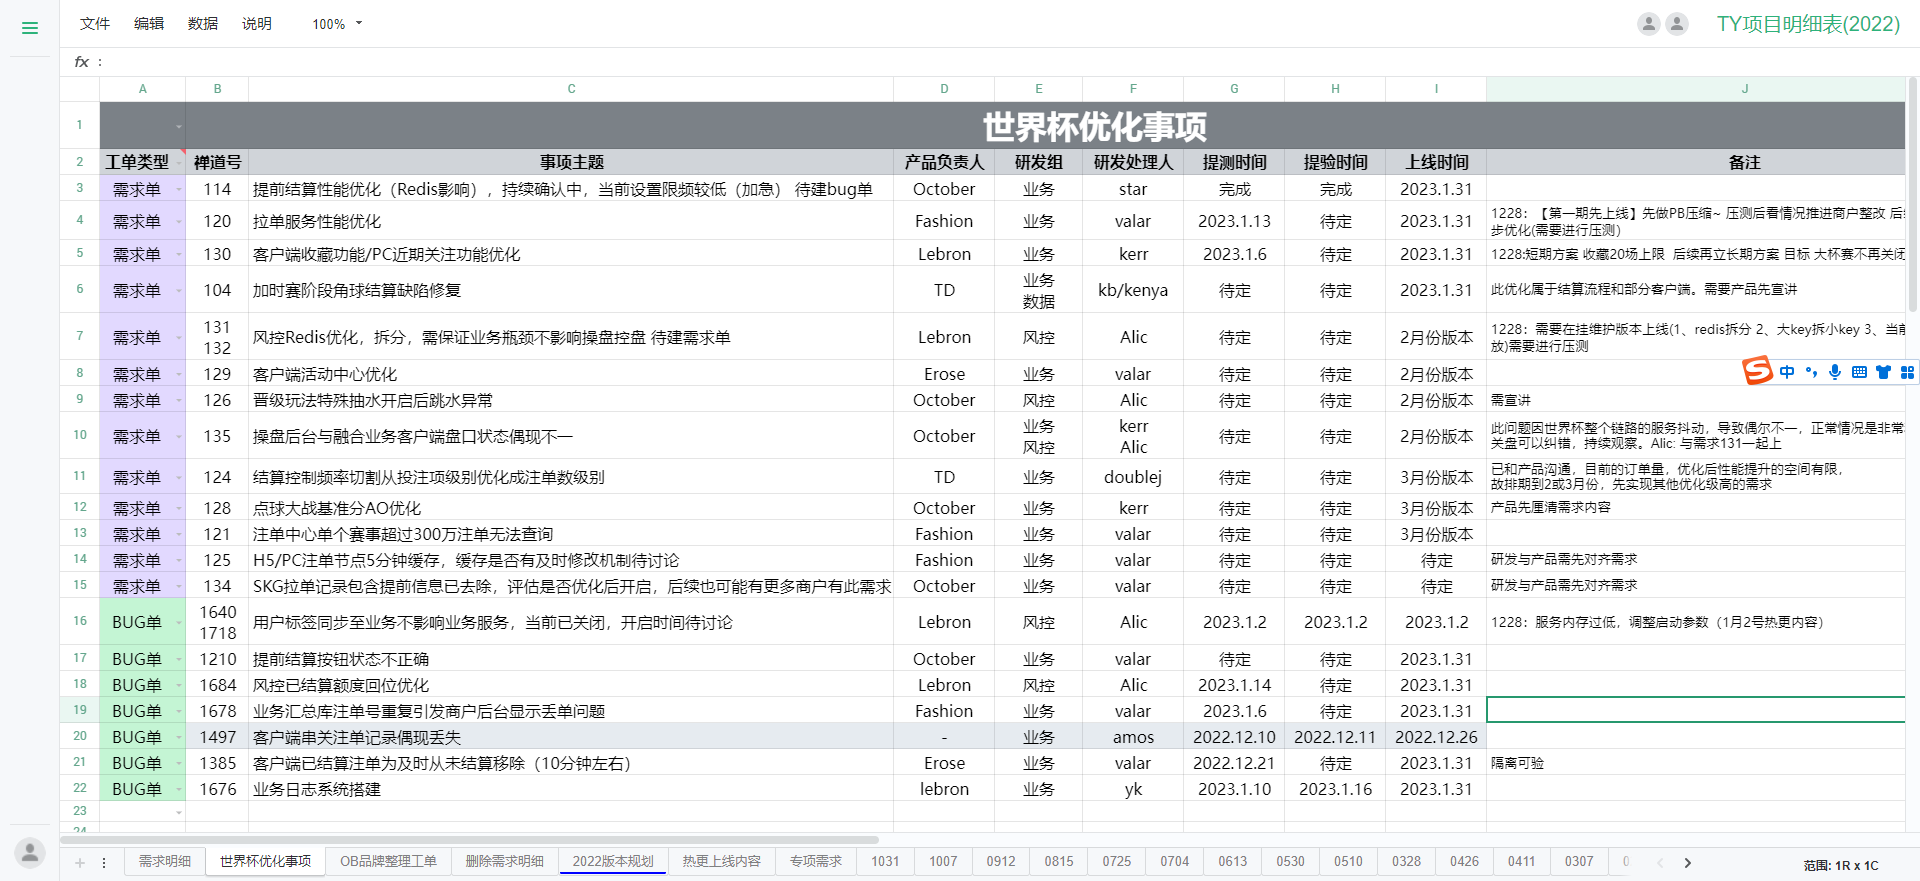 文件 编辑 数据 说明 100% TY项目明细表(2022)
fx :
A B C D E F G H I J
1 世界杯优化事项
2 工单类型 禅道号 事项主题 产品负责人 研发组 研发处理人 提测时间 提验时间 上线时间 备注
3 需求单 114 提前结算性能优化（Redis影响），持续确认中，当前设置限频较低（加急） 待建bug单 October 业务 star 完成 完成 2023.1.31
4 需求单 120 拉单服务性能优化 Fashion 业务 valar 2023.1.13 待定 2023.1.31 1228：【第一期先上线】先做PB压缩~ 压测后看情况推进商户整改
步优化(需要进行压测）
5 需求单 130 客户端收藏功能/PC近期关注功能优化 Lebron 业务 kerr 2023.1.6 待定 2023.1.31 1228:短期方案 收藏20场上限 后续再立长期方案 目标 大杯赛不再关闭
6 需求单 104 加时赛阶段角球结算缺陷修复 TD 业务 kb/kenya 待定 待定 2023.1.31 此优化属于结算流程和部分客户端。需要产品先宣讲
数据
7 需求单 131 风控Redis优化，拆分，需保证业务瓶颈不影响操盘控盘 待建需求单 Lebron 风控 Alic 待定 待定 2月份版本 1228：需要在挂维护版本上线(1、redis拆分 2、大key拆小key 3、当前
132 放)需要进行压测
8 需求单 129 客户端活动中心优化 Erose 业务 valar 待定 待定 2月份版本
中
9 需求单 126 晋级玩法特殊抽水开启后跳水异常 October 风控 Alic 待定 待定 2月份版本 需宣讲
10 需求单 135 操盘后台与融合业务客户端盘口状态偶现不一 October 业务 kerr 待定 待定 2月份版本 此问题因世界杯整个链路的服务抖动，导致偶尔不一，正常情况是非常
风控 Alic 关盘可以纠错，持续观察。Alic: 与需求131一起上
11 需求单 124 结算控制频率切割从投注项级别优化成注单数级别 TD 业务 doublej 待定 待定 3月份版本 已和产品沟通，目前的订单量，优化后性能提升的空间有限，
故排期到2或3月份，先实现其他优化级高的需求
12 需求单 128 点球大战基准分AO优化 October 业务 kerr 待定 待定 3月份版本 产品先厘清需求内容
13 需求单 121 注单中心单个赛事超过300万注单无法查询 Fashion 业务 valar 待定 待定 3月份版本
14 需求单 125 H5/PC注单节点5分钟缓存，缓存是否有及时修改机制待讨论 Fashion 业务 valar 待定 待定 待定 研发与产品需先对齐需求
15 需求单 134 SKG拉单记录包含提前信息已去除，评估是否优化后开启，后续也可能有更多商户有此需求 October 业务 valar 待定 待定 待定 研发与产品需先对齐需求
16 BUG单 1640 用户标签同步至业务不影响业务服务，当前已关闭，开启时间待讨论 Lebron 风控 Alic 2023.1.2 2023.1.2 2023.1.2 1228：服务内存过低，调整启动参数（1月2号热更内容）
1718
17 BUG单 1210 提前结算按钮状态不正确 October 业务 valar 待定 待定 2023.1.31
18 BUG单 1684 风控已结算额度回位优化 Lebron 风控 Alic 2023.1.14 待定 2023.1.31
19 BUG单 1678 业务汇总库注单号重复引发商户后台显示丢单问题 Fashion 业务 valar 2023.1.6 待定 2023.1.31
20 BUG单 1497 客户端串关注单记录偶现丢失 - 业务 amos 2022.12.10 2022.12.11 2022.12.26
21 BUG单 1385 客户端已结算注单为及时从未结算移除（10分钟左右） Erose 业务 valar 2022.12.21 待定 2023.1.31 隔离可验
22 BUG单 1676 业务日志系统搭建 lebron 业务 yk 2023.1.10 2023.1.16 2023.1.31
23
24
需求明细 世界杯优化事项 OB品牌整理工单 删除需求明细 2022版本规划 热更上线内容 专项需求 1031 1007 0912 0815 0725 0704 0613 0530 0510 0328 0426 0411 0307 范围: 1R x 1C